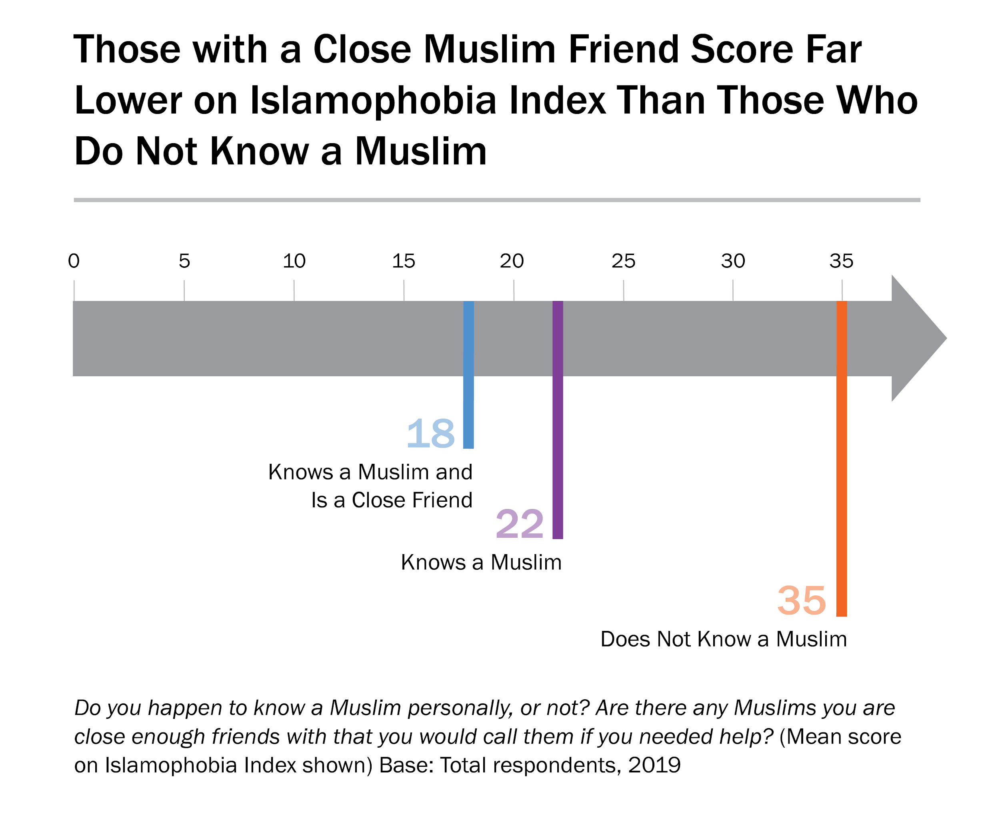 Those with a Close Muslim Friend Score Far
Lower on Islamophobia Index Than Those Who
Do Not Know a Muslim
0 5 10 15 20 25 30 35
18
Knows a Muslim and
Is a Close Friend
22
Knows a Muslim
35
Does Not Know a Muslim
Do you happen to know a Muslim personally, or not? Are there any Muslims you are
close enough friends with that you would call them if you needed help? (Mean score
on Islamophobia Index shown) Base: Total respondents, 2019